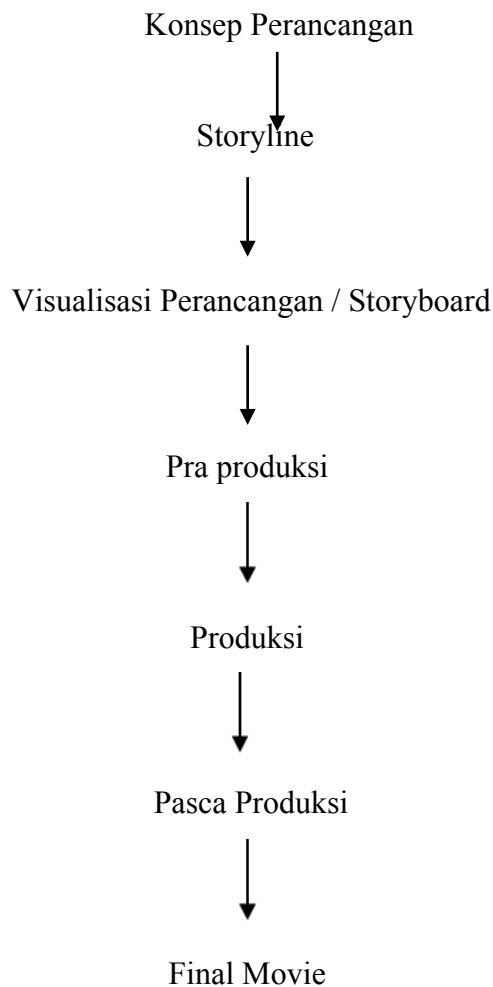 Konsep Perancangan
Storyline
Visualisasi Perancangan / Storyboard
Pra produksi
Produksi
Pasca Produksi
Final Movie